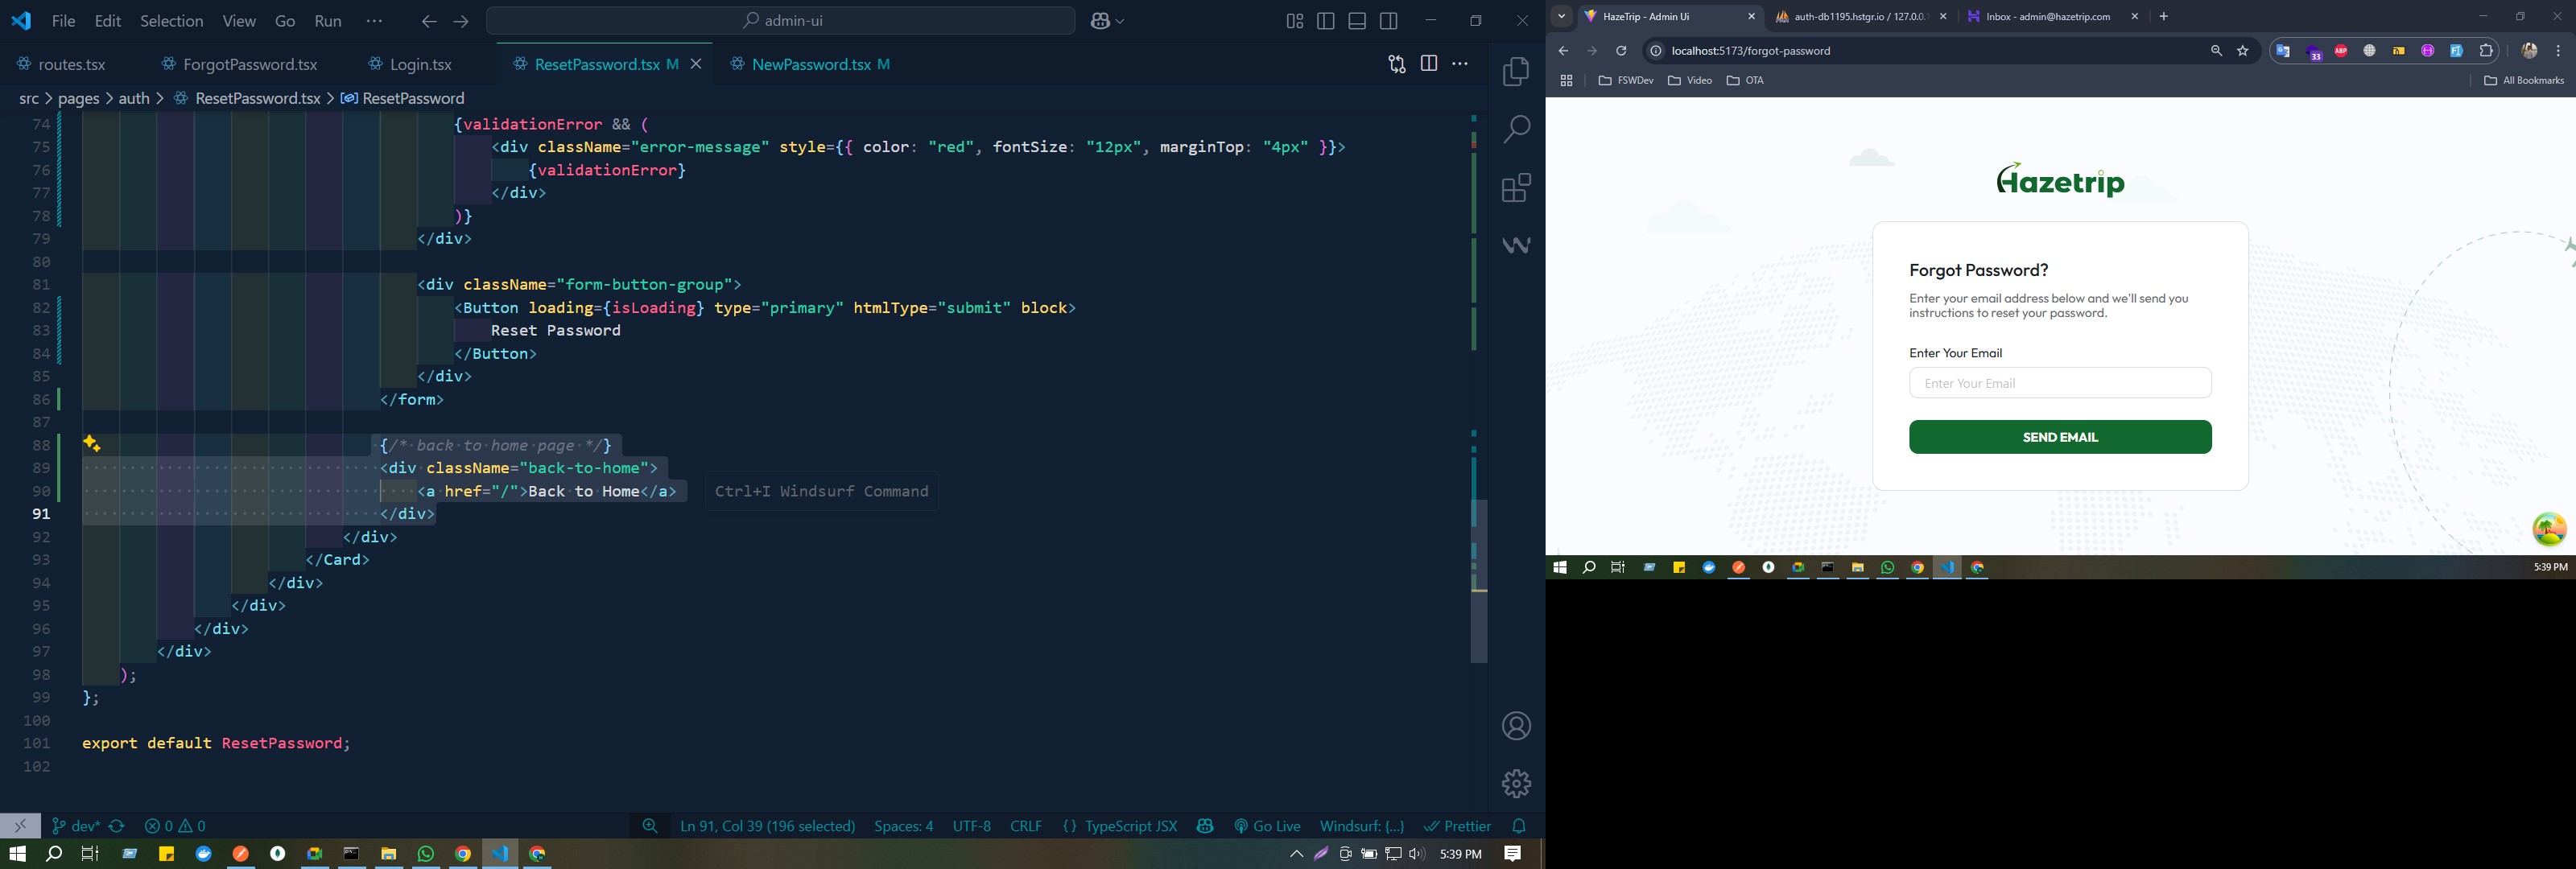 File Edit Selection View Go Run ··· admin-ui
routes.tsx ForgotPassword.tsx Login.tsx ResetPassword.tsx M NewPassword.tsx M
src > pages > auth > ResetPassword.tsx > ResetPassword
74 {validationError && (
75 <div className="error-message" style={{ color: "red", fontSize: "12px", marginTop: "4px" }}>
76 {validationError}
77 </div>
78 )}
79 </div>
80
81 <div className="form-button-group">
82 <Button loading={isLoading} type="primary" htmlType="submit" block>
83 Reset Password
84 </Button>
85 </div>
86 </form>
87
88 {/* back to home page */}
89 <div className="back-to-home">
90 <a href="/">Back to Home</a> Ctrl+I Windsurf Command
91 </div>
92 </div>
93 </Card>
94 </div>
95 </div>
96 </div>
97 </div>
98 );
99 };
100
101 export default ResetPassword;
102
dev* 0 0 Ln 91, Col 39 (196 selected) Spaces: 4 UTF-8 CRLF {} TypeScript JSX Go Live Windsurf: {...} Prettier
5:39 PM
HazeTrip - Admin Ui auth-db1195.hstgr.io / 127.0.0. Inbox - admin@hazetrip.com
localhost:5173/forgot-password ABP 33
FSWDev Video OTA All Bookmarks
Hazetrip
Forgot Password?
Enter your email address below and we'll send you
instructions to reset your password.
Enter Your Email
Enter Your Email
SEND EMAIL
5:39 PM